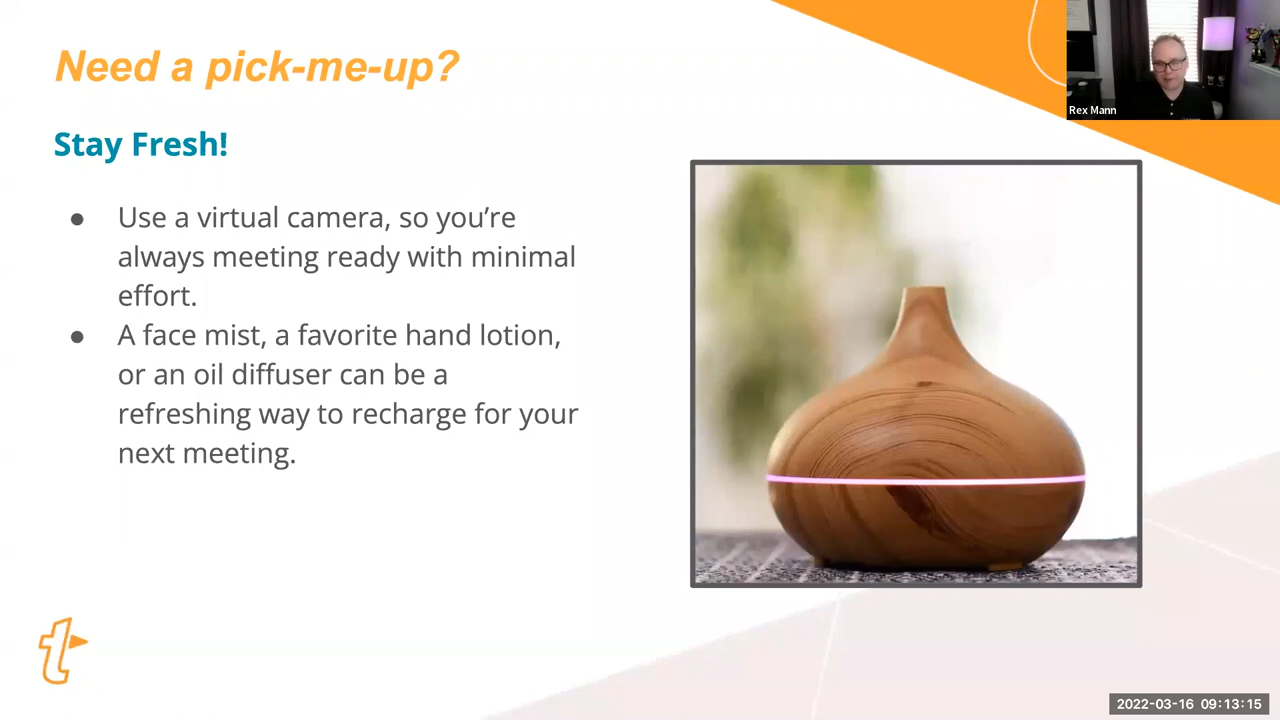 Need a pick-me-up?
Stay Fresh!
● Use a virtual camera, so you’re
always meeting ready with minimal
effort.
● A face mist, a favorite hand lotion,
or an oil diffuser can be a
refreshing way to recharge for your
next meeting.
Rex Mann
t
2022-03-16 09:13:15